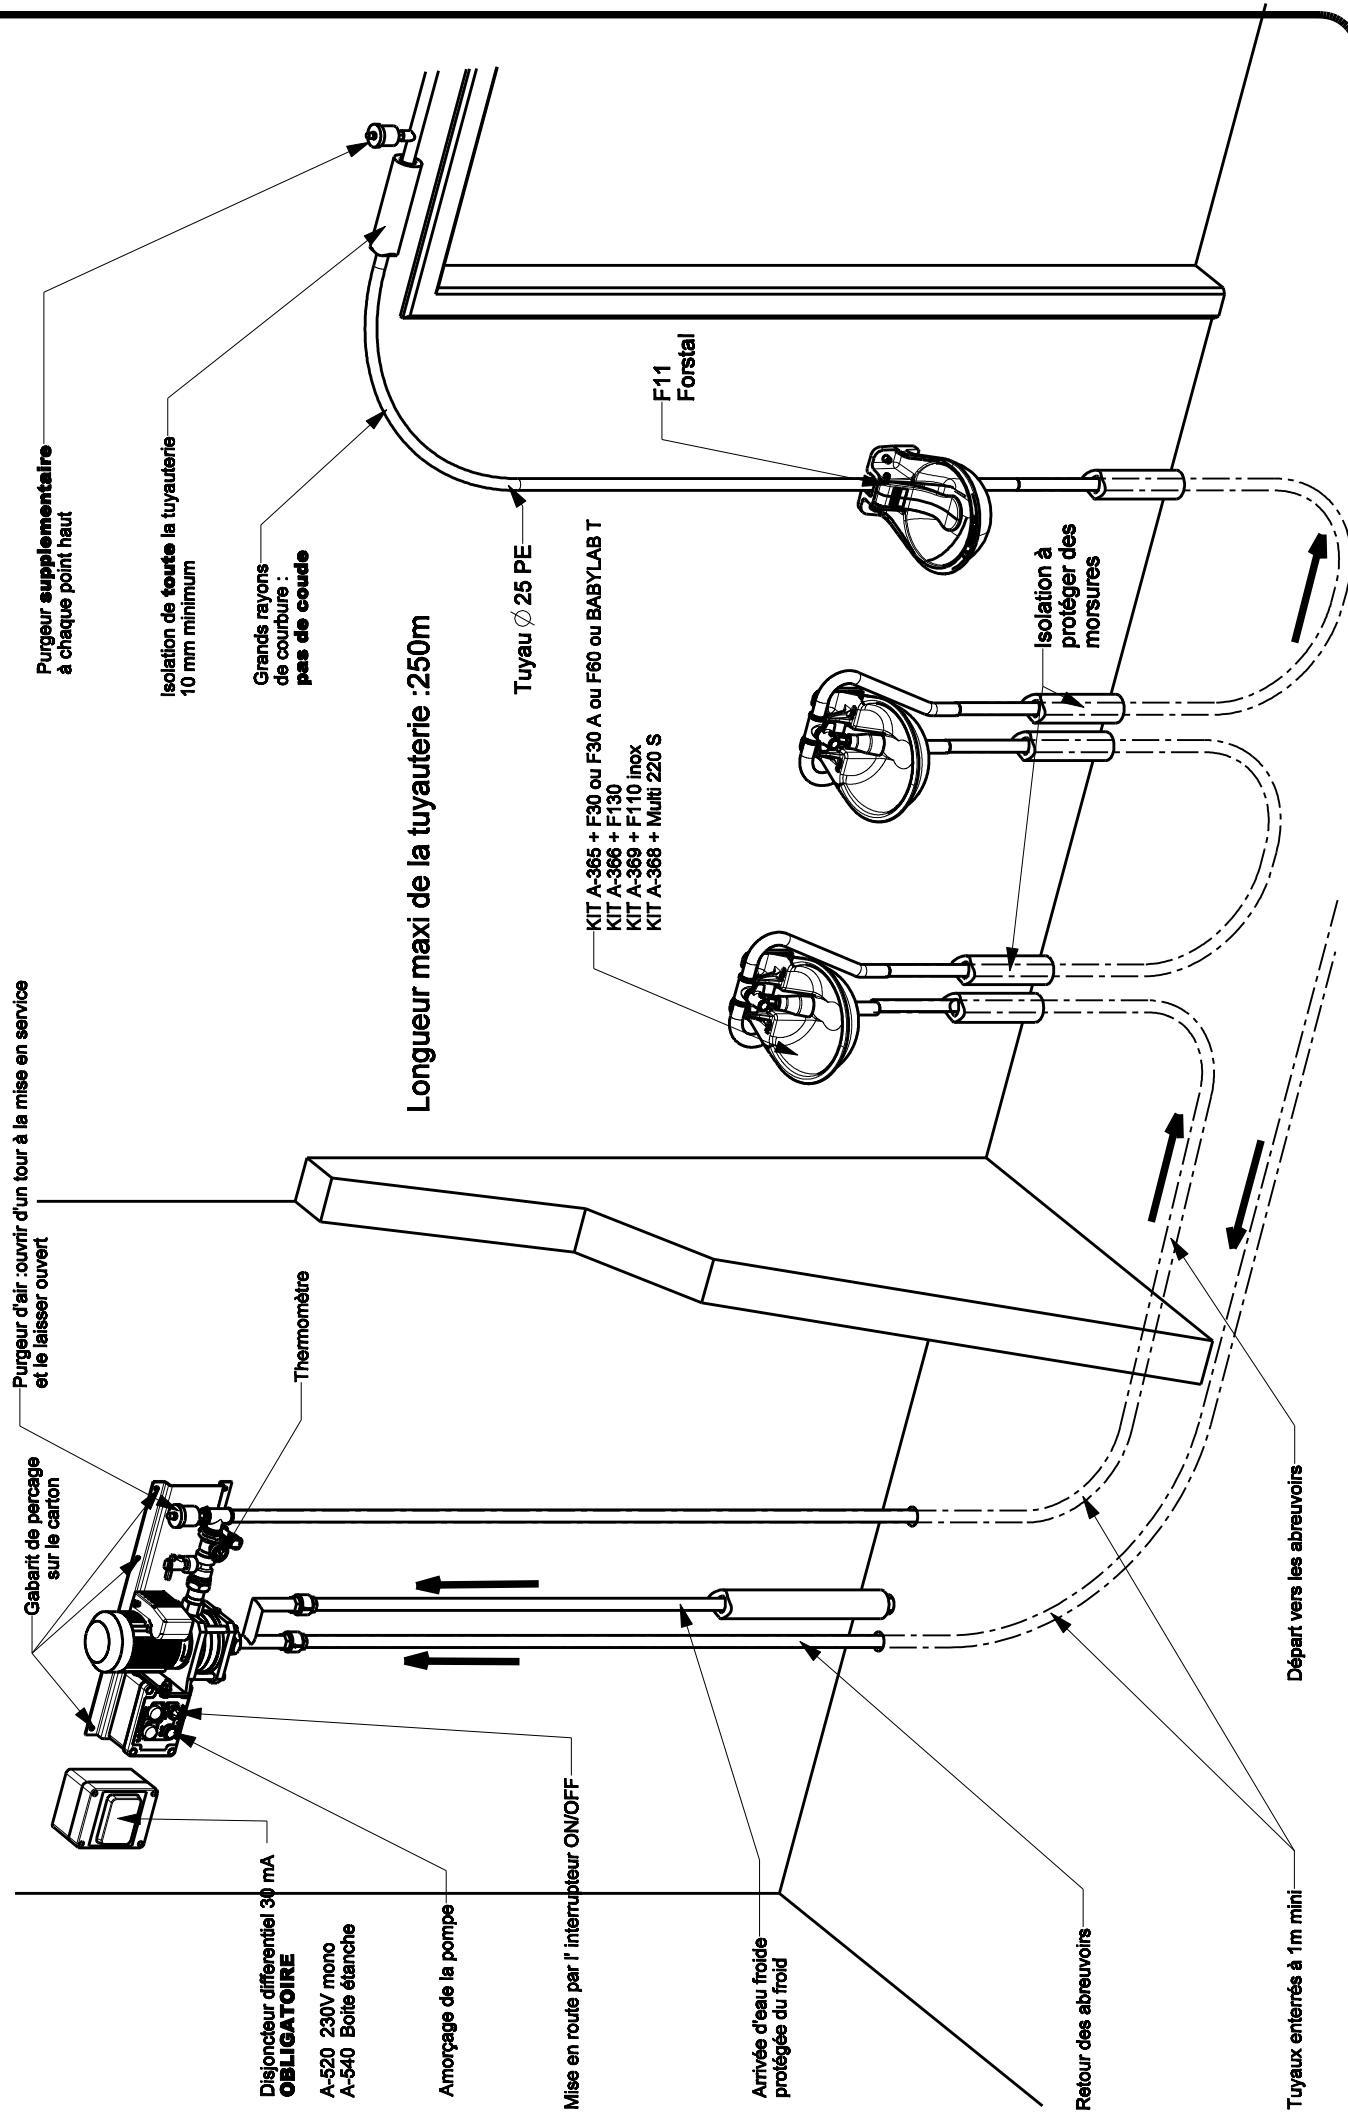 Purgeur d'air :ouvrir d'un tour à la mise en service
et le laisser ouvert
Gabarit de percage
sur le carton
Thermomètre
Disjoncteur differentiel 30 mA
OBLIGATOIRE
A-520 230V mono
A-540 Boite étanche
Amorçage de la pompe
Mise en route par l' interrupteur ON/OFF
Arrivée d'eau froide
protégée du froid
Retour des abreuvoirs
Tuyaux enterrés à 1m mini
Départ vers les abreuvoirs
Purgeur supplementaire
à chaque point haut
Isolation de toute la tuyauterie
10 mm minimum
Grands rayons
de courbure :
pas de coude
Longueur maxi de la tuyauterie :250m
Tuyau ∅ 25 PE
KIT A-365 + F30 ou F30 A ou F60 ou BABYLAB T
KIT A-366 + F130
KIT A-369 + F110 inox
KIT A-368 + Multi 220 S
F11
Forstal
Isolation à
protéger des
morsures